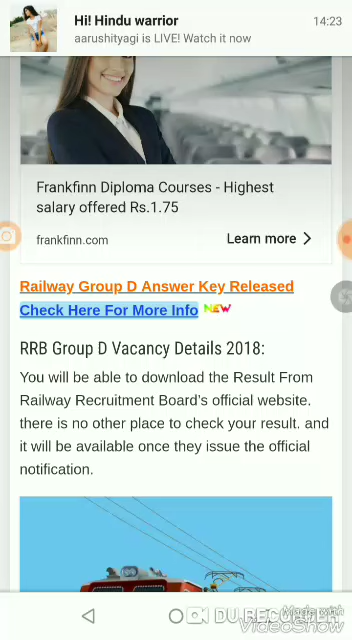 Hi! Hindu warrior
14:23
aarushityagi is LIVE! Watch it now
Frankfinn Diploma Courses - Highest
salary offered Rs.1.75
frankfinn.com
Learn more
Railway Group D Answer Key Released
Check Here For More Info NEW
RRB Group D Vacancy Details 2018:
You will be able to download the Result From
Railway Recruitment Board's official website.
there is no other place to check your result. and
it will be available once they issue the official
notification.
Made with
DU RECORDER
VideoShow